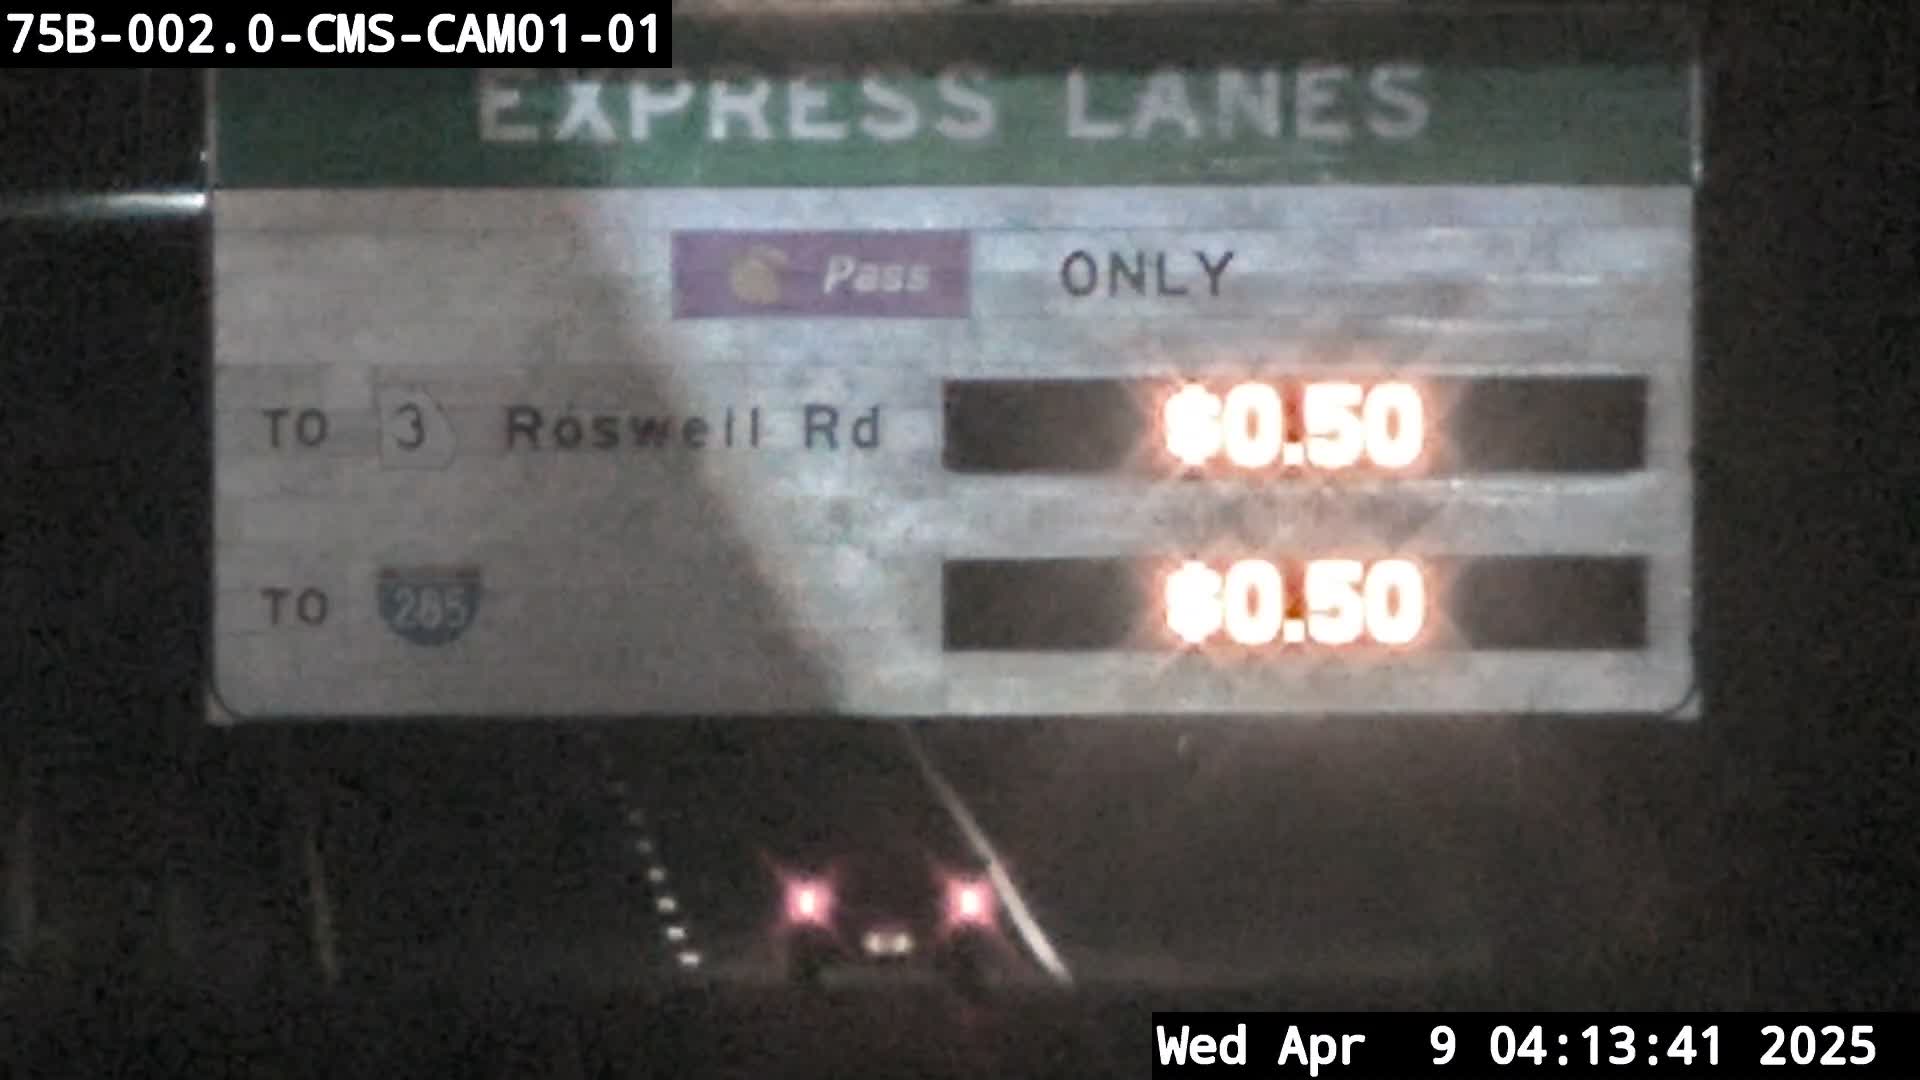 75B-002.0-CMS-CAM01-01
EXPRESS LANES
Pass ONLY
TO 3 Roswell Rd $0.50
TO 285 $0.50
Wed Apr 9 04:13:41 2025